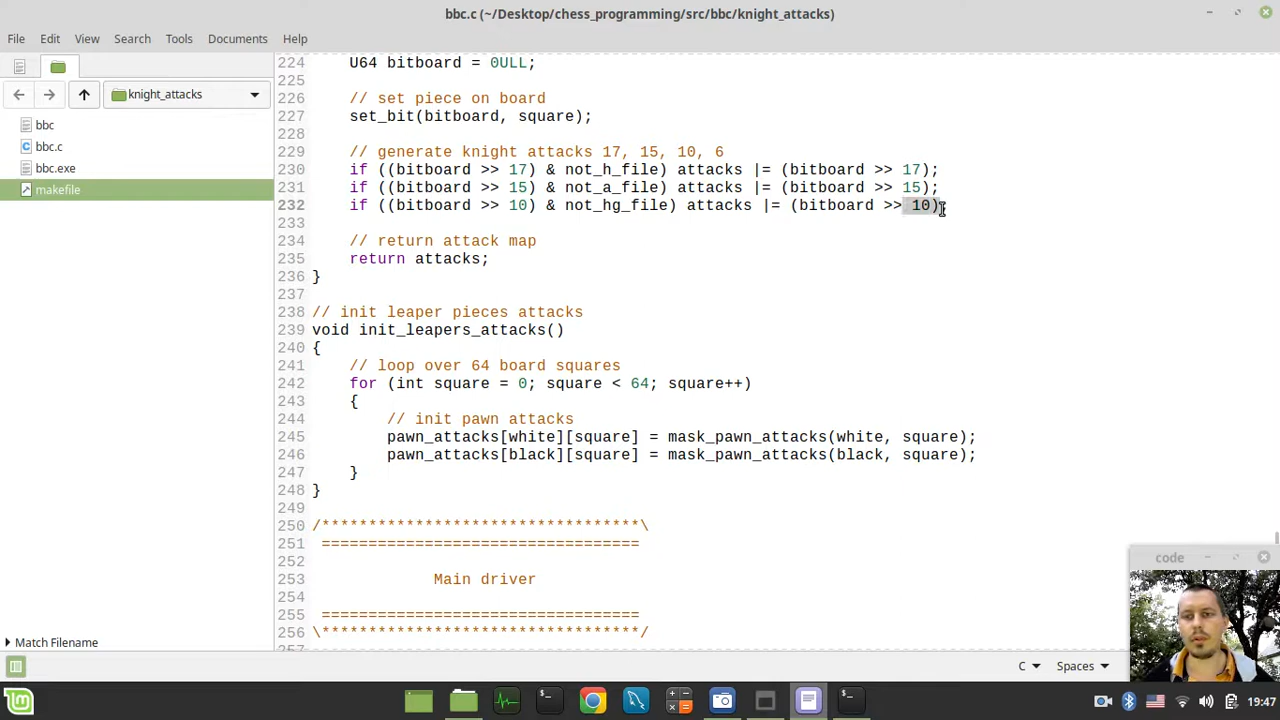 bbc.c (~/Desktop/chess_programming/src/bbc/knight_attacks)
File Edit View Search Tools Documents Help
knight_attacks
bbc
bbc.c
bbc.exe
makefile
224 U64 bitboard = 0ULL;
225
226 // set piece on board
227 set_bit(bitboard, square);
228
229 // generate knight attacks 17, 15, 10, 6
230 if ((bitboard >> 17) & not_h_file) attacks |= (bitboard >> 17);
231 if ((bitboard >> 15) & not_a_file) attacks |= (bitboard >> 15);
232 if ((bitboard >> 10) & not_hg_file) attacks |= (bitboard >> 10);
233
234 // return attack map
235 return attacks;
236 }
237
238 // init leaper pieces attacks
239 void init_leapers_attacks()
240 {
241 // loop over 64 board squares
242 for (int square = 0; square < 64; square++)
243 {
244 // init pawn attacks
245 pawn_attacks[white][square] = mask_pawn_attacks(white, square);
246 pawn_attacks[black][square] = mask_pawn_attacks(black, square);
247 }
248 }
249
250 /*********************************\
251 ==================================
252
253 Main driver
254
255 ==================================
256 \*********************************/
Match Filename
code
C Spaces
19:47